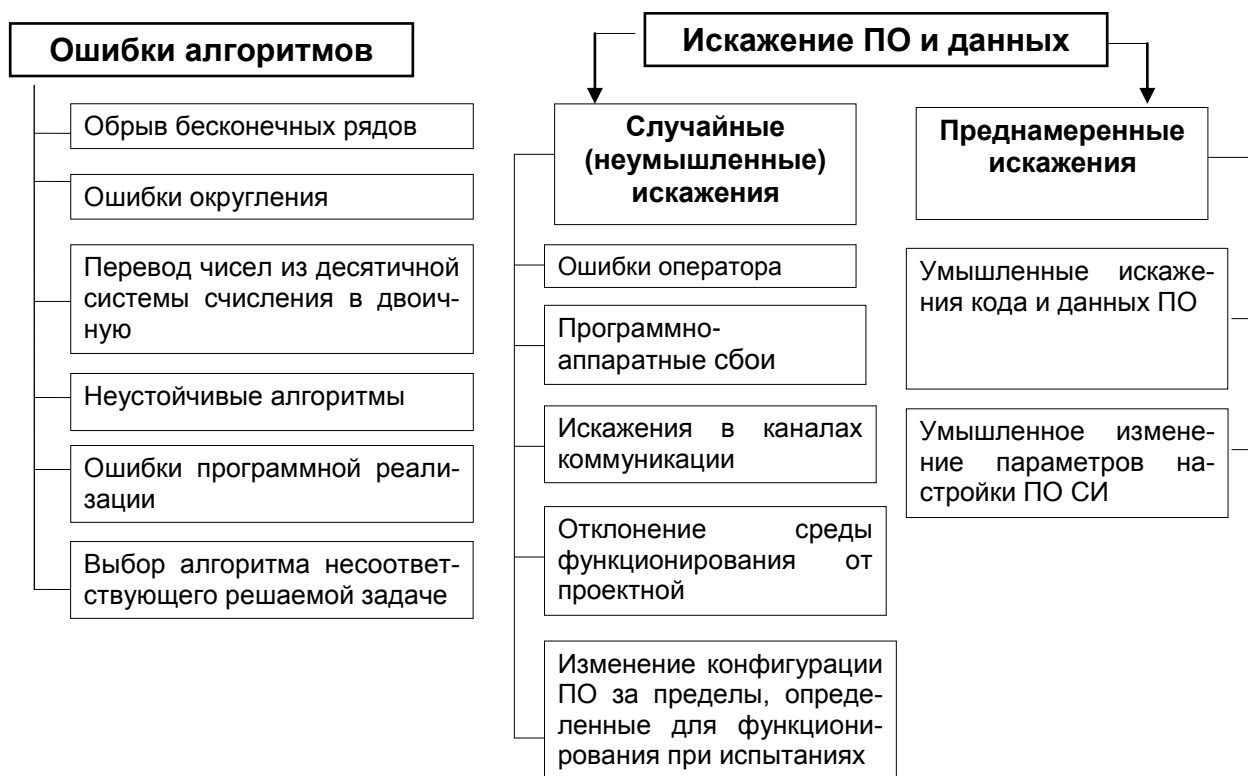 Ошибки алгоритмов
Обрыв бесконечных рядов
Ошибки округления
Перевод чисел из десятичной
системы счисления в двоич-
ную
Неустойчивые алгоритмы
Ошибки программной реали-
зации
Выбор алгоритма несоответ-
ствующего решаемой задаче
Искажение ПО и данных
Случайные
(неумышленные)
искажения
Ошибки оператора
Программно-
аппаратные сбои
Искажения в каналах
коммуникации
Отклонение среды
функционирования от
проектной
Изменение конфигурации
ПО за пределы, опреде-
ленные для функциони-
рования при испытаниях
Преднамеренные
искажения
Умышленные искаже-
ния кода и данных ПО
Умышленное измене-
ние параметров на-
стройки ПО СИ